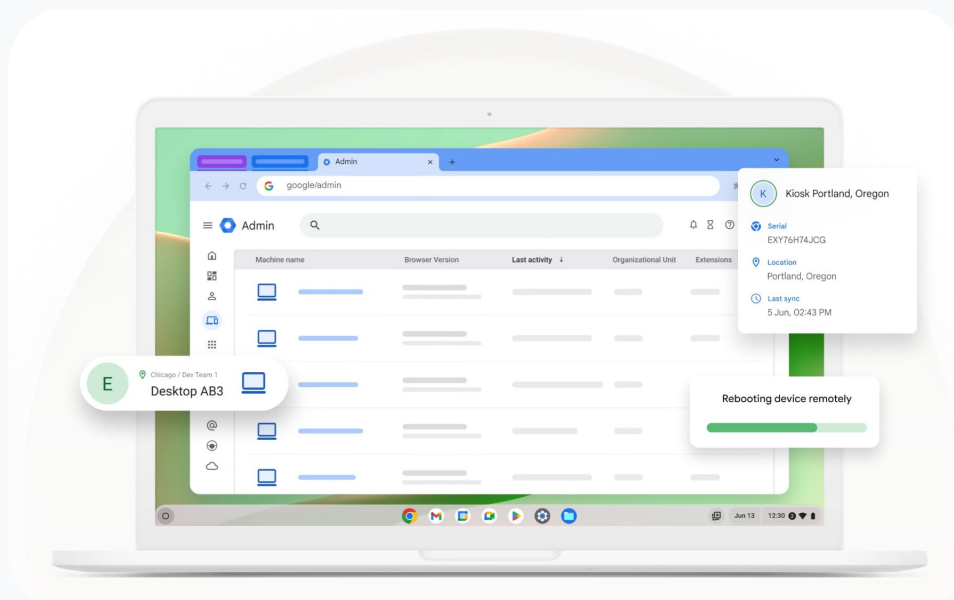 Admin
google/admin
Admin
Machine name
Browser Version
Last activity ↓
Organizational Unit
Extensions
K
Kiosk Portland, Oregon
Serial
EXY76H74JCG
Location
Portland, Oregon
Last sync
5 Jun, 02:43 PM
E
Chicago / Dev Team 1
Desktop AB3
Rebooting device remotely
Jun 13
12:30
2